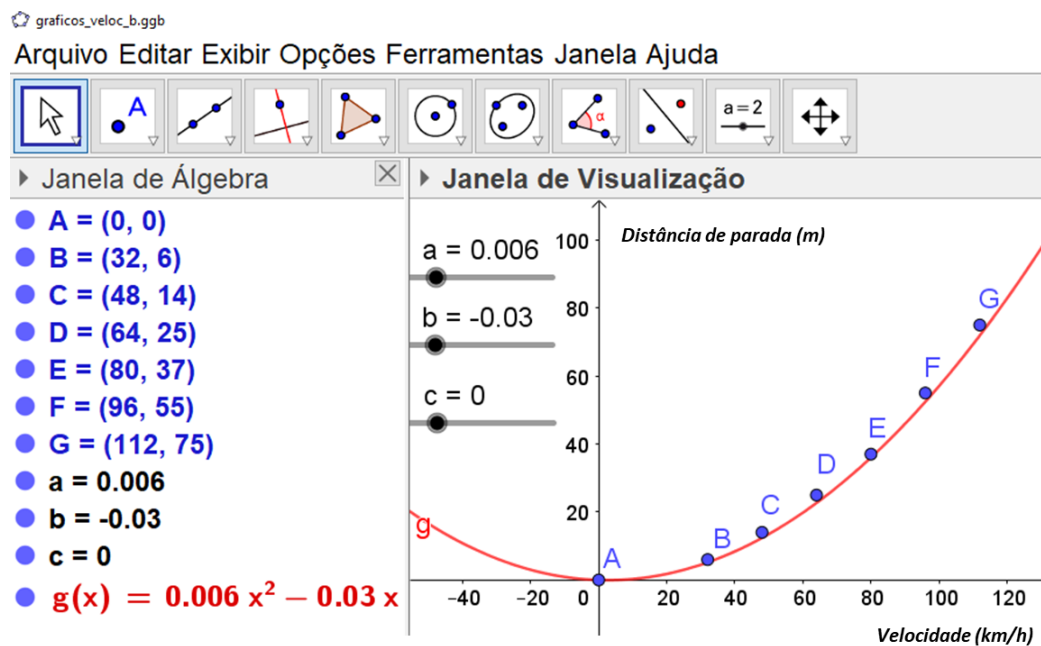 graficos_veloc_b.ggb
Arquivo Editar Exibir Opções Ferramentas Janela Ajuda
A
α
a = 2
Janela de Álgebra
Janela de Visualização
A = (0, 0)
B = (32, 6)
C = (48, 14)
D = (64, 25)
E = (80, 37)
F = (96, 55)
G = (112, 75)
a = 0.006
b = -0.03
c = 0
g(x) = 0.006 x² − 0.03 x
a = 0.006
b = -0.03
c = 0
Distância de parada (m)
100
80
60
40
20
G
F
E
D
C
B
A
g
−40 −20 0 20 40 60 80 100 120
Velocidade (km/h)